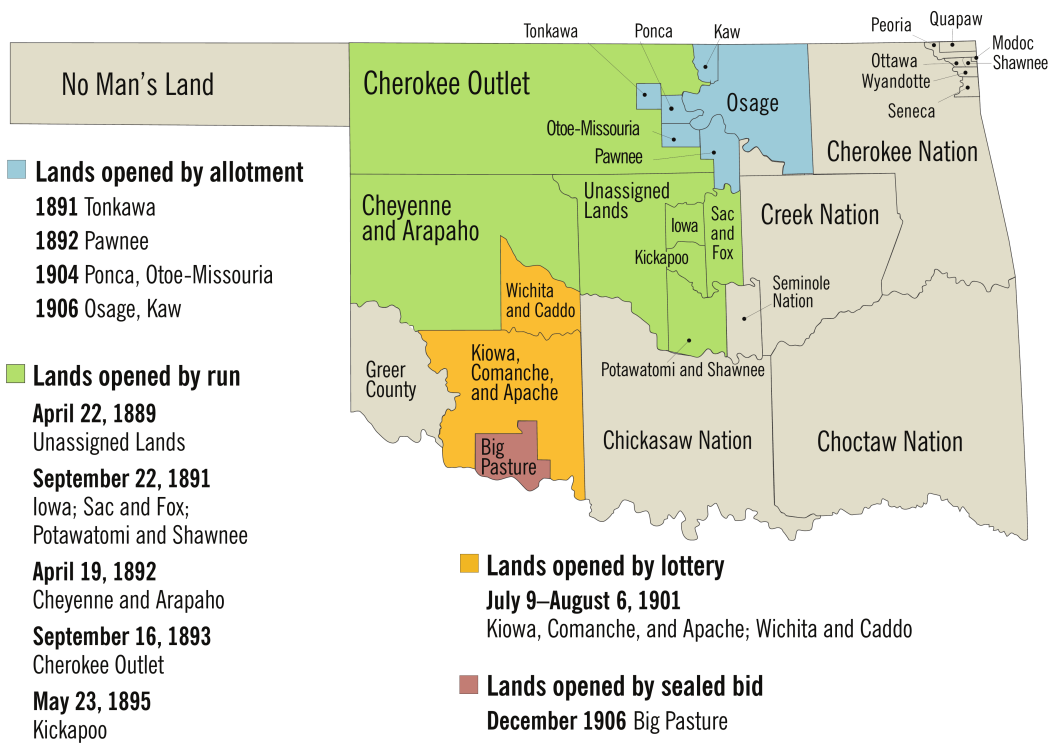 Tonkawa
Ponca
Kaw
Peoria
Quapaw
Modoc
Shawnee
Ottawa
Wyandotte
Seneca
No Man's Land
Cherokee Outlet
Osage
Otoe-Missouria
Pawnee
Cherokee Nation
Cheyenne
and Arapaho
Unassigned
Lands
Iowa
Sac
and
Fox
Kickapoo
Creek Nation
Seminole
Nation
Wichita
and Caddo
Potawatomi and Shawnee
Greer
County
Kiowa,
Comanche,
and Apache
Big
Pasture
Chickasaw Nation
Choctaw Nation
Lands opened by allotment
1891 Tonkawa
1892 Pawnee
1904 Ponca, Otoe-Missouria
1906 Osage, Kaw
Lands opened by run
April 22, 1889
Unassigned Lands
September 22, 1891
Iowa; Sac and Fox;
Potawatomi and Shawnee
April 19, 1892
Cheyenne and Arapaho
September 16, 1893
Cherokee Outlet
May 23, 1895
Kickapoo
Lands opened by lottery
July 9–August 6, 1901
Kiowa, Comanche, and Apache; Wichita and Caddo
Lands opened by sealed bid
December 1906 Big Pasture